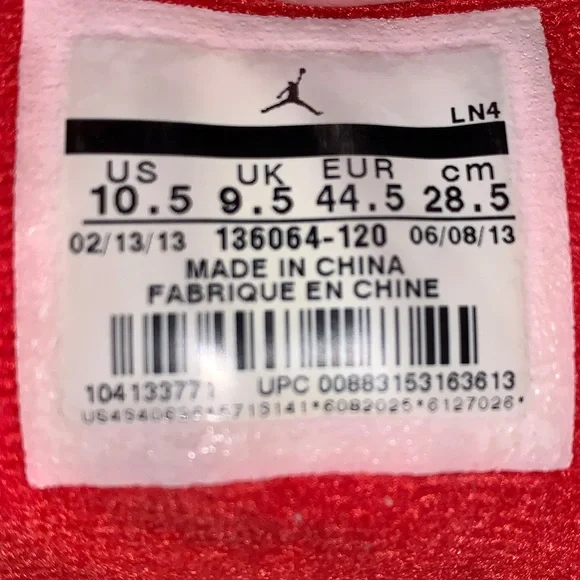 LN4
US UK EUR cm
10.5 9.5 44.5 28.5
02/13/13 136064-120 06/08/13
MADE IN CHINA
FABRIQUE EN CHINE
104133771 UPC 00883153163613